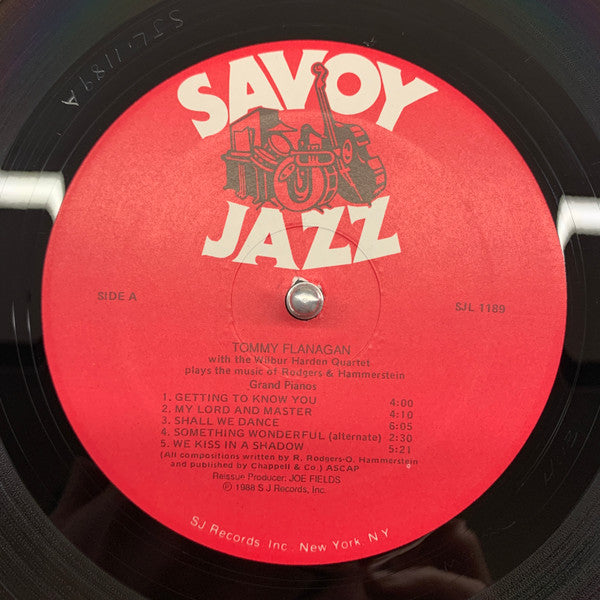 SJL-1189A
SAVOY
JAZZ
SIDE A
SJL 1189
TOMMY FLANAGAN
with the Wilbur Harden Quartet
plays the music of Rodgers & Hammerstein
Grand Pianos
1. GETTING TO KNOW YOU 4:00
2. MY LORD AND MASTER 4:10
3. SHALL WE DANCE 6:05
4. SOMETHING WONDERFUL (alternate) 2:30
5. WE KISS IN A SHADOW 5:21
(All compositions written by R. Rodgers-O. Hammerstein
and published by Chappell & Co.) ASCAP
Reissue Producer: JOE FIELDS
℗ 1988 S J Records, Inc.
SJ Records, Inc. New York, N.Y.